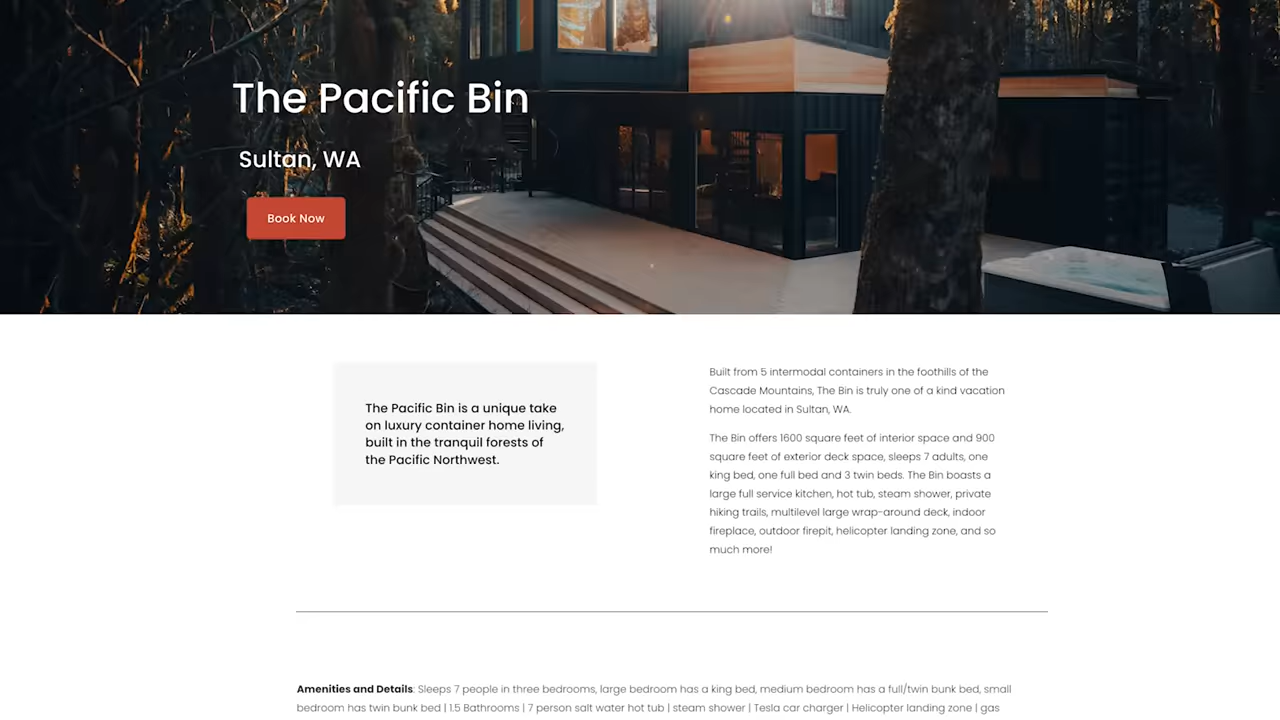 The Pacific Bin
Sultan, WA
Book Now
The Pacific Bin is a unique take
on luxury container home living,
built in the tranquil forests of
the Pacific Northwest.
Built from 5 intermodal containers in the foothills of the
Cascade Mountains, The Bin is truly one of a kind vacation
home located in Sultan, WA.
The Bin offers 1600 square feet of interior space and 900
square feet of exterior deck space, sleeps 7 adults, one
king bed, one full bed and 3 twin beds. The Bin boasts a
large full service kitchen, hot tub, steam shower, private
hiking trails, multilevel large wrap-around deck, indoor
fireplace, outdoor firepit, helicopter landing zone, and so
much more!
Amenities and Details: Sleeps 7 people in three bedrooms, large bedroom has a king bed, medium bedroom has a full/twin bunk bed, small
bedroom has twin bunk bed | 1.5 Bathrooms | 7 person salt water hot tub | steam shower | Tesla car charger | Helicopter landing zone | gas